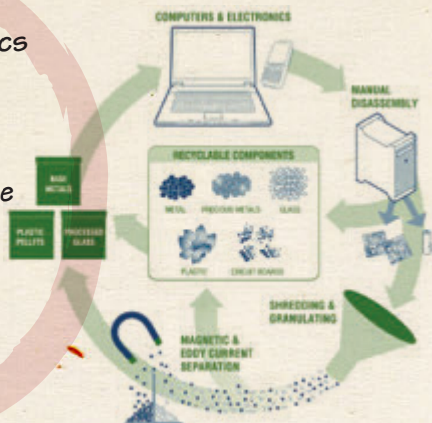 COMPUTERS & ELECTRONICS
cs
MANUAL
DISASSEMBLY
RECYCLABLE COMPONENTS
METAL PRECIOUS METALS GLASS
PLASTIC CIRCUIT BOARDS
BASE
METALS
e
PLASTIC
PELLETS
PROCESSED
GLASS
SHREDDING &
GRANULATING
MAGNETIC &
EDDY CURRENT
SEPARATION